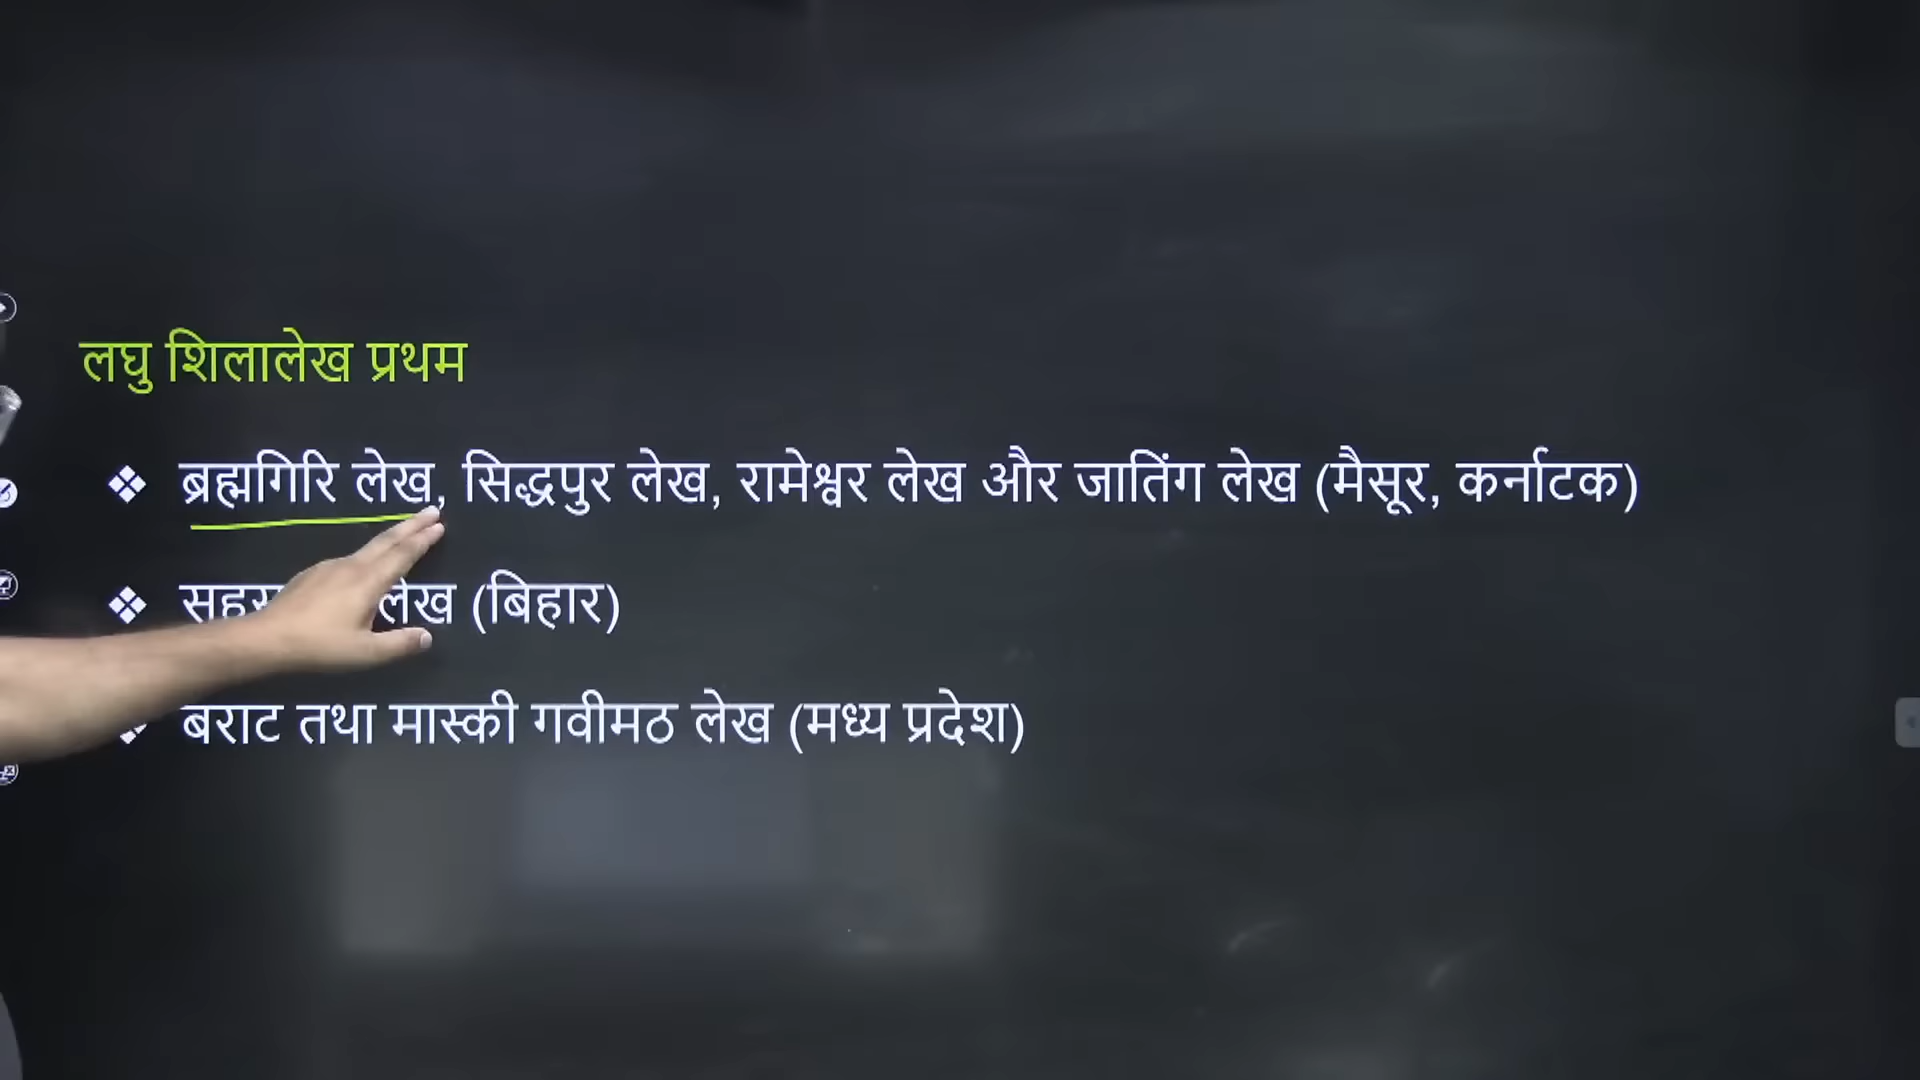 लघु शिलालेख प्रथम
❖ ब्रह्मगिरि लेख, सिद्धपुर लेख, रामेश्वर लेख और जातिंग लेख (मैसूर, कर्नाटक)
❖ लेख (बिहार)
❖ बराट तथा मास्की गवीमठ लेख (मध्य प्रदेश)